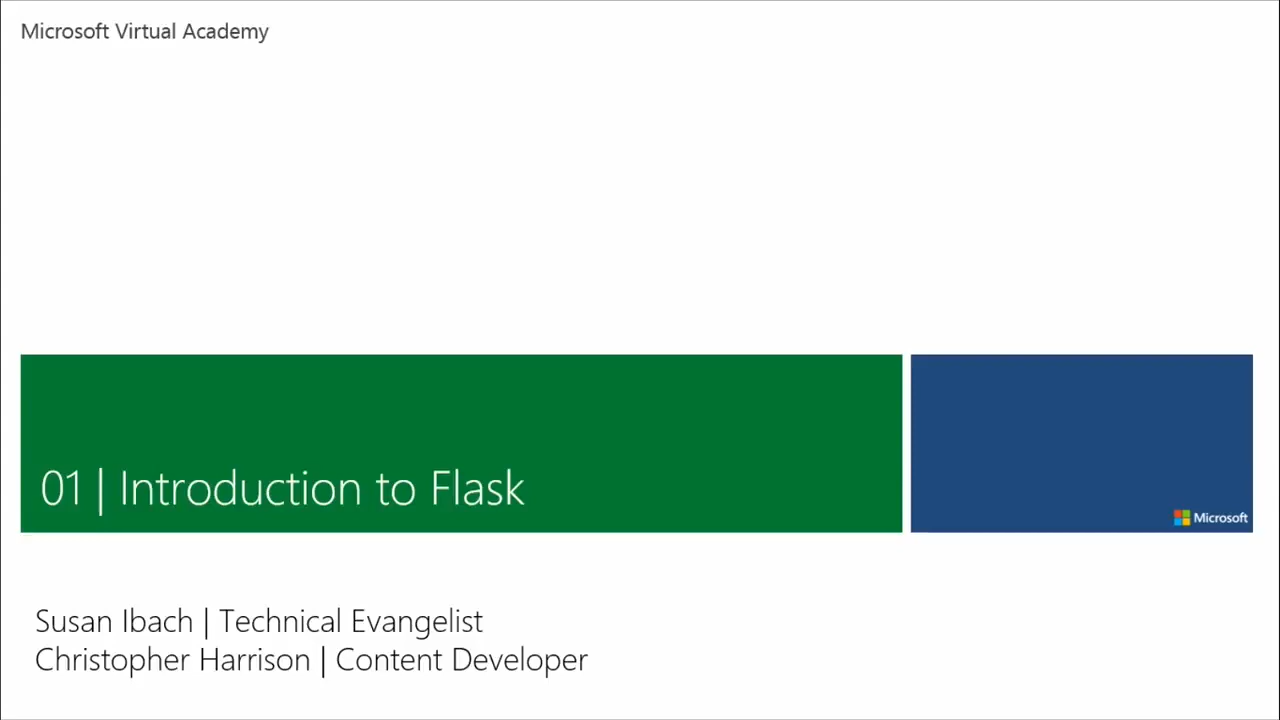 Microsoft Virtual Academy
01 | Introduction to Flask
Microsoft
Susan Ibach | Technical Evangelist
Christopher Harrison | Content Developer